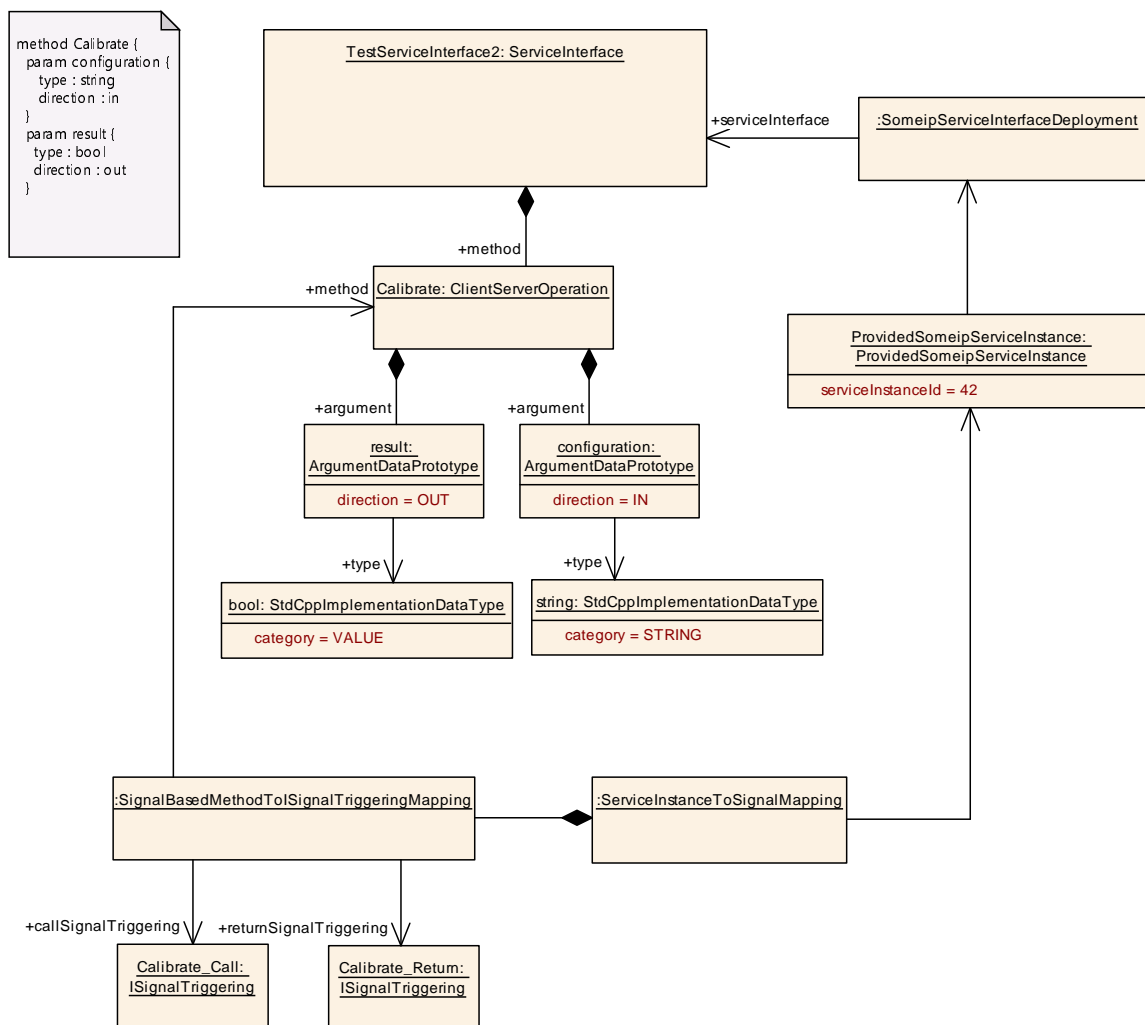 method Calibrate {
param configuration {
type : string
direction : in
}
param result {
type : bool
direction : out
}
TestServiceInterface2: ServiceInterface
+serviceInterface
:SomeipServiceInterfaceDeployment
+method
+method
Calibrate: ClientServerOperation
ProvidedSomeipServiceInstance:
ProvidedSomeipServiceInstance
serviceInstanceId = 42
+argument
+argument
result:
ArgumentDataPrototype
direction = OUT
configuration:
ArgumentDataPrototype
direction = IN
+type
+type
bool: StdCppImplementationDataType
category = VALUE
string: StdCppImplementationDataType
category = STRING
:SignalBasedMethodToISignalTriggeringMapping
:ServiceInstanceToSignalMapping
+callSignalTriggering
+returnSignalTriggering
Calibrate_Call:
ISignalTriggering
Calibrate_Return:
ISignalTriggering